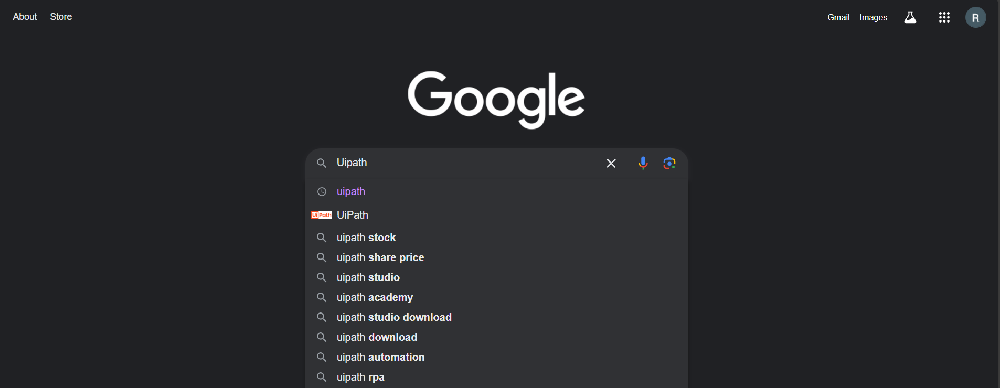 About Store
Gmail Images R
Google
Uipath
uipath
UiPath UiPath
uipath stock
uipath share price
uipath studio
uipath academy
uipath studio download
uipath download
uipath automation
uipath rpa